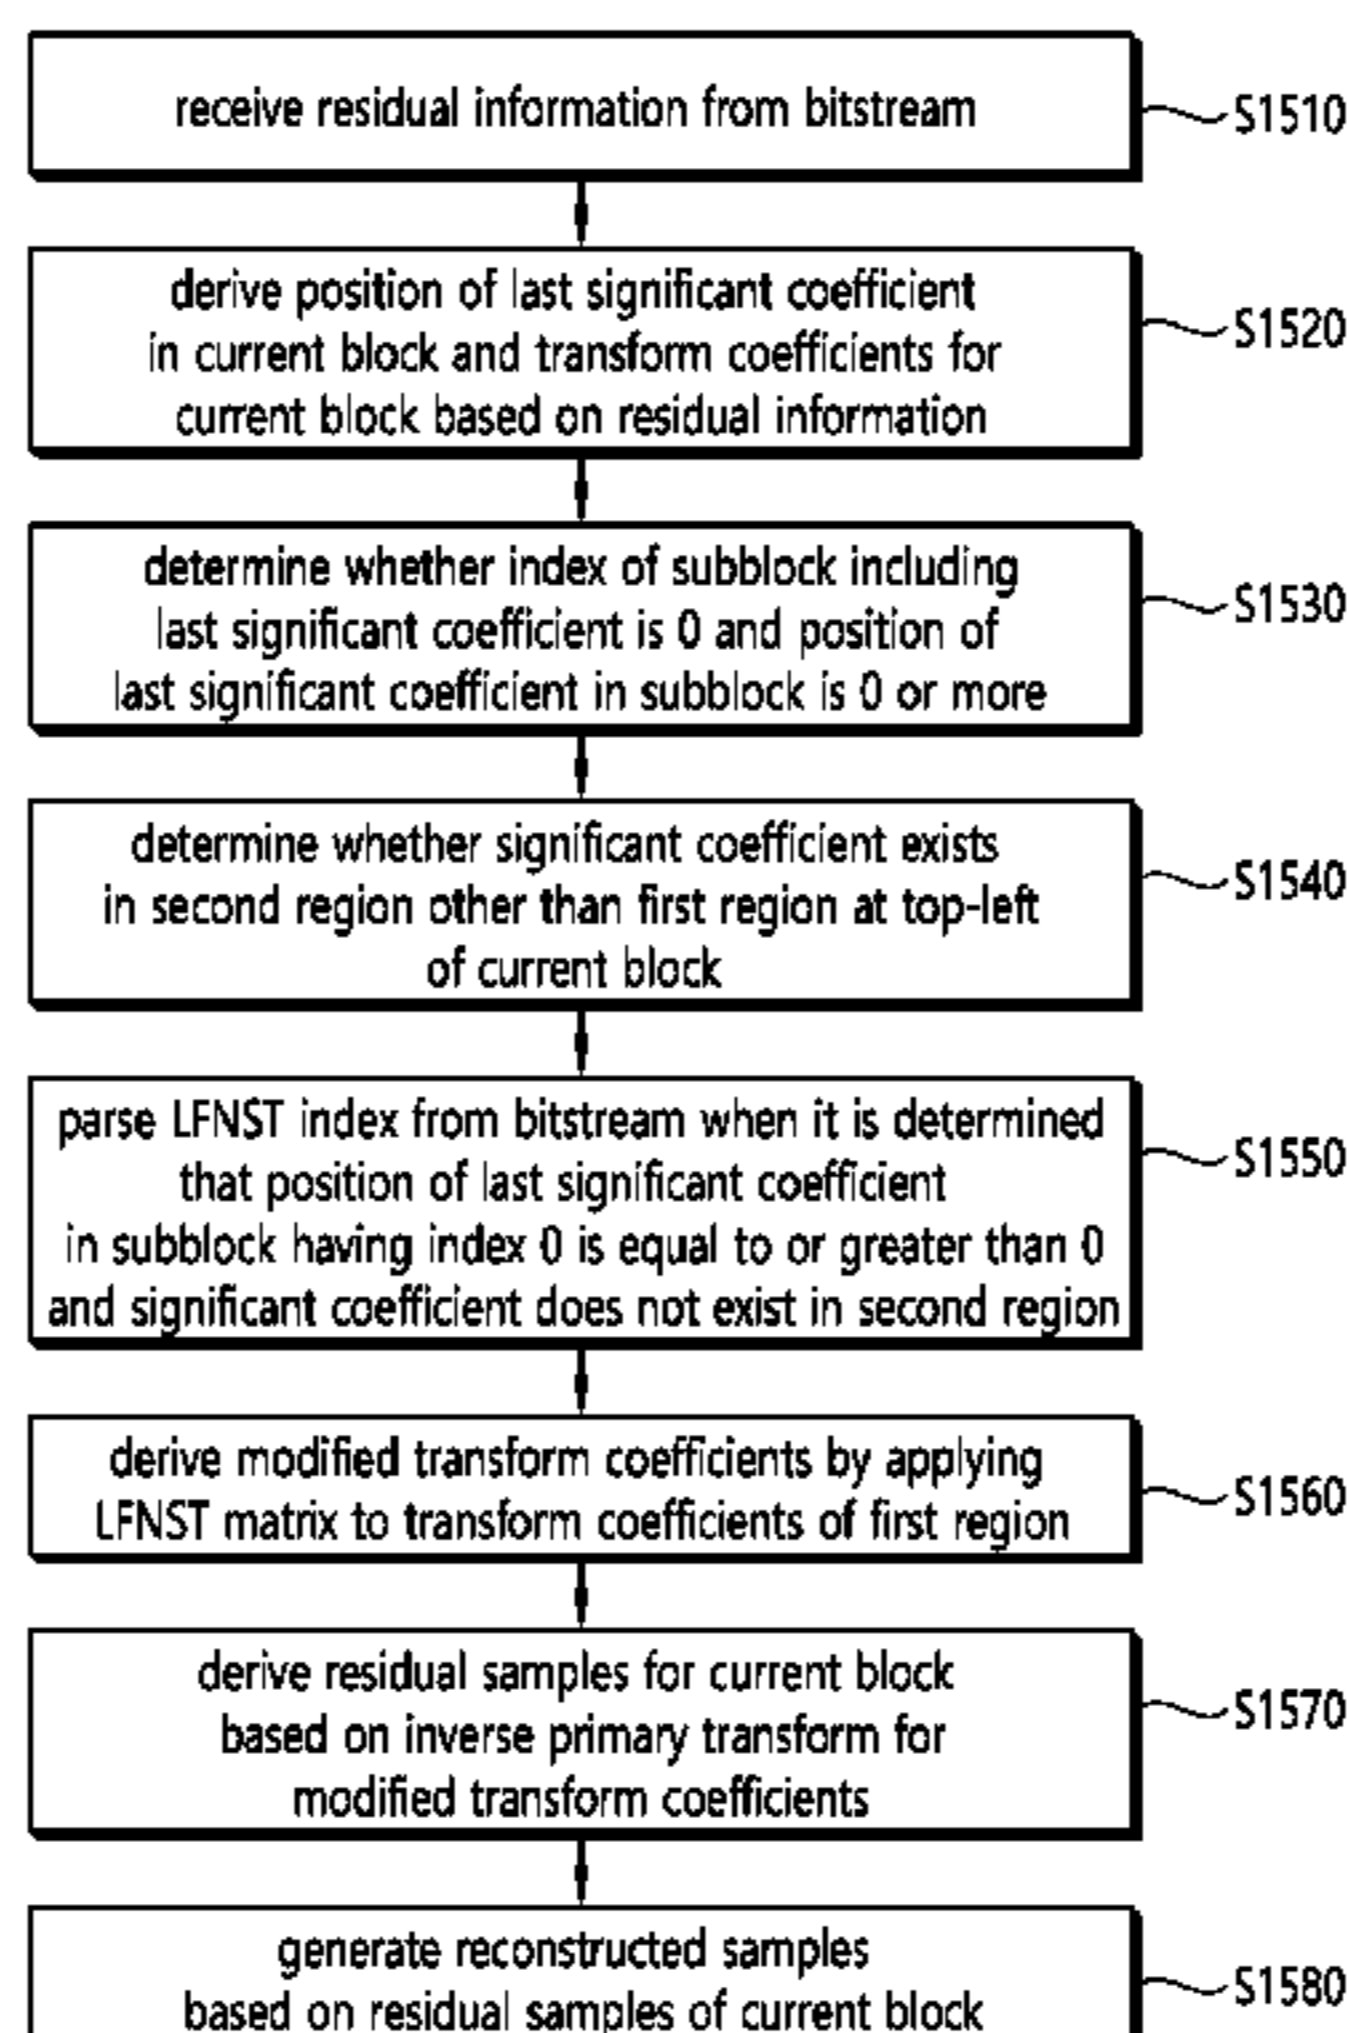 receive residual information from bitstream
S1510
derive position of last significant coefficient
in current block and transform coefficients for
current block based on residual information
S1520
determine whether index of subblock including
last significant coefficient is 0 and position of
last significant coefficient in subblock is 0 or more
S1530
determine whether significant coefficient exists
in second region other than first region at top-left
of current block
S1540
parse LFNST index from bitstream when it is determined
that position of last significant coefficient
in subblock having index 0 is equal to or greater than 0
and significant coefficient does not exist in second region
S1550
derive modified transform coefficients by applying
LFNST matrix to transform coefficients of first region
S1560
derive residual samples for current block
based on inverse primary transform for
modified transform coefficients
S1570
generate reconstructed samples
based on residual samples of current block
S1580